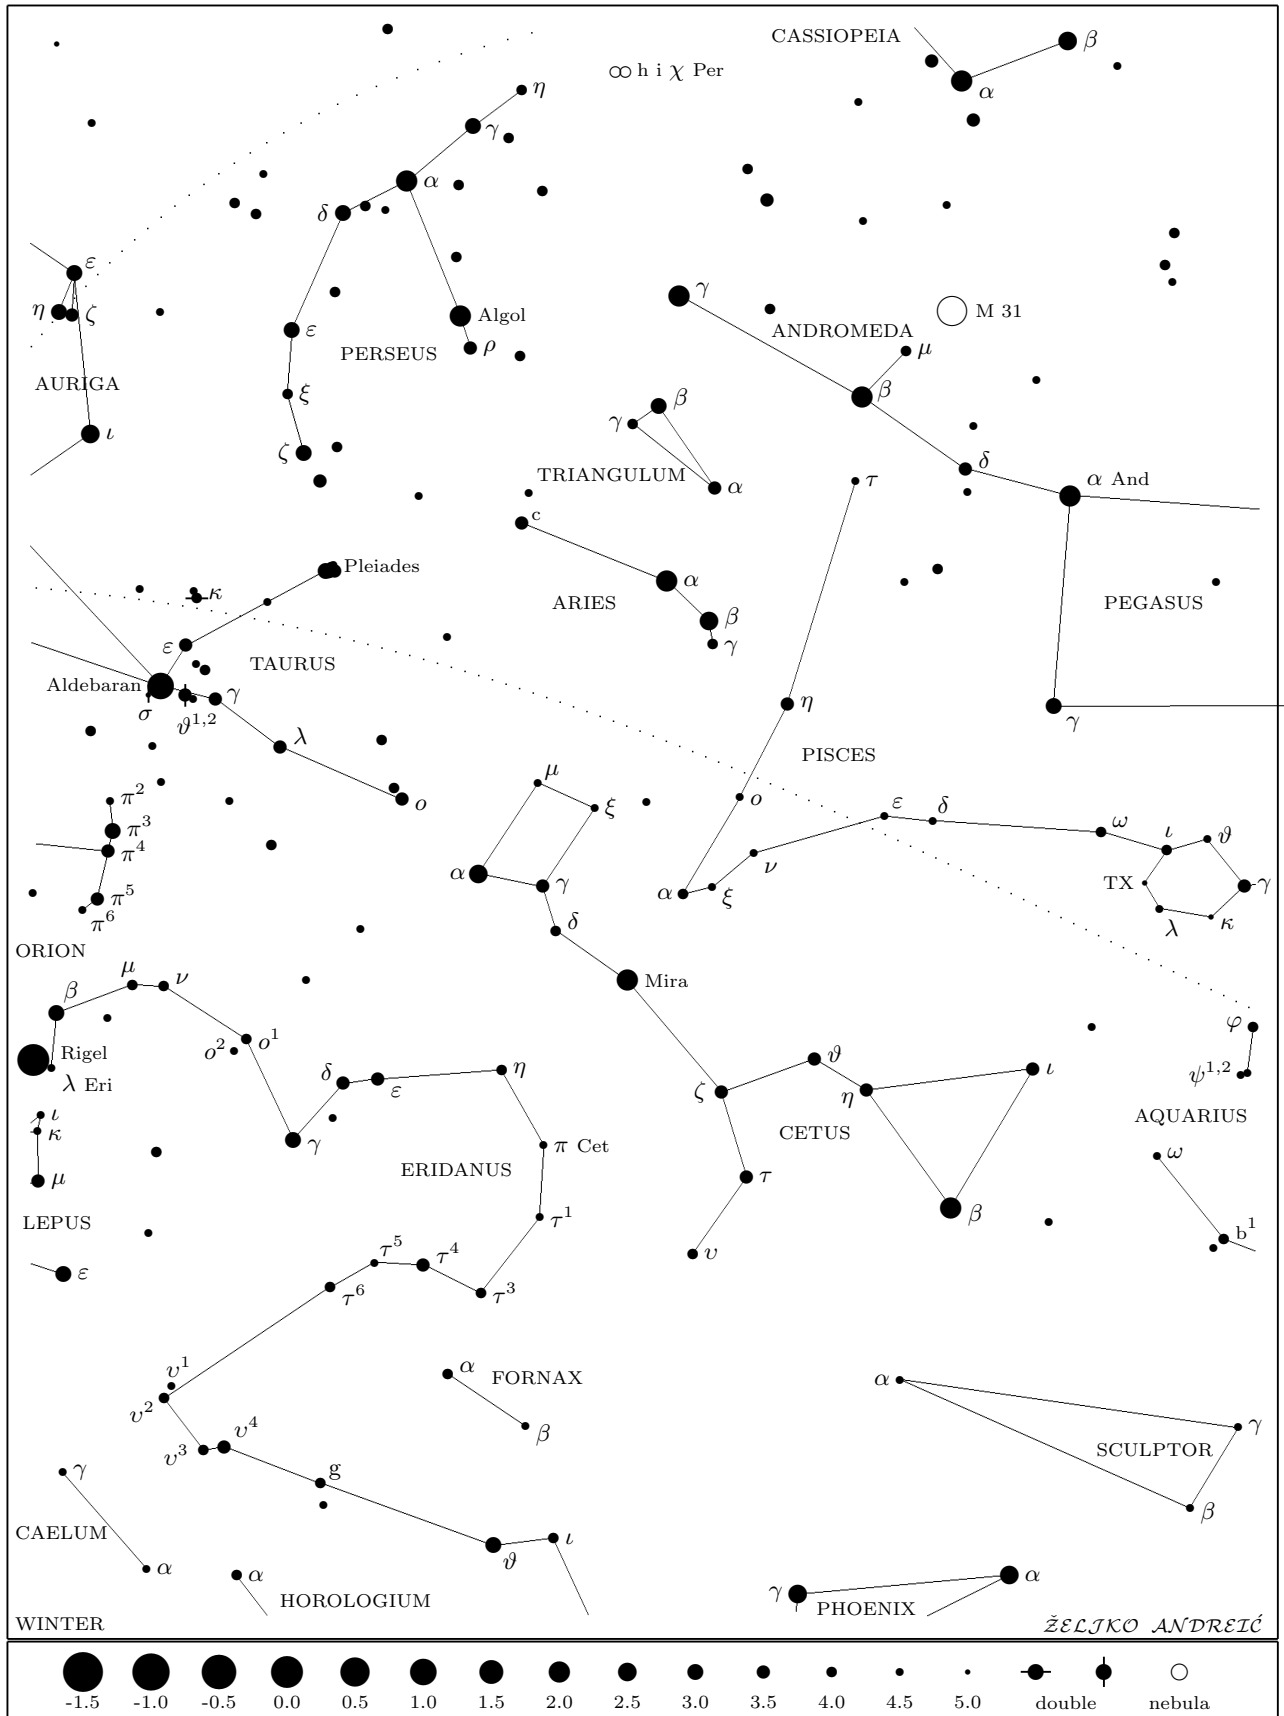 CASSIOPEIA
β
h i χ Per
α
η
γ
α
δ
ε
γ
η
ζ
Algol
M 31
ε
ANDROMEDA
PERSEUS
ρ
μ
AURIGA
β
ξ
β
γ
ι
ζ
δ
TRIANGULUM
τ
α And
α
c
Pleiades
α
κ
ARIES
PEGASUS
β
ε
γ
TAURUS
Aldebaran
γ
η
σ
ϑ1,2
γ
λ
PISCES
μ
π2
o
o
ξ
ε
δ
π3
ω
ι
ϑ
π4
ν
α
γ
α
ξ
TX
γ
π5
π6
λ
κ
δ
ORION
μ
ν
Mira
β
φ
o1
o2
Rigel
ϑ
λ Eri
δ
ε
η
ζ
η
ι
ψ1,2
ι
κ
AQUARIUS
CETUS
γ
π Cet
ω
ERIDANUS
μ
τ
LEPUS
τ1
β
b1
τ5
τ4
υ
ε
τ6
τ3
υ1
α
FORNAX
α
υ2
υ4
β
γ
υ3
SCULPTOR
γ
g
β
CAELUM
ι
α
α
ϑ
α
γ
HOROLOGIUM
PHOENIX
WINTER
ŽELJKO ANDREIĆ
-1.5 -1.0 -0.5 0.0 0.5 1.0 1.5 2.0 2.5 3.0 3.5 4.0 4.5 5.0 double nebula